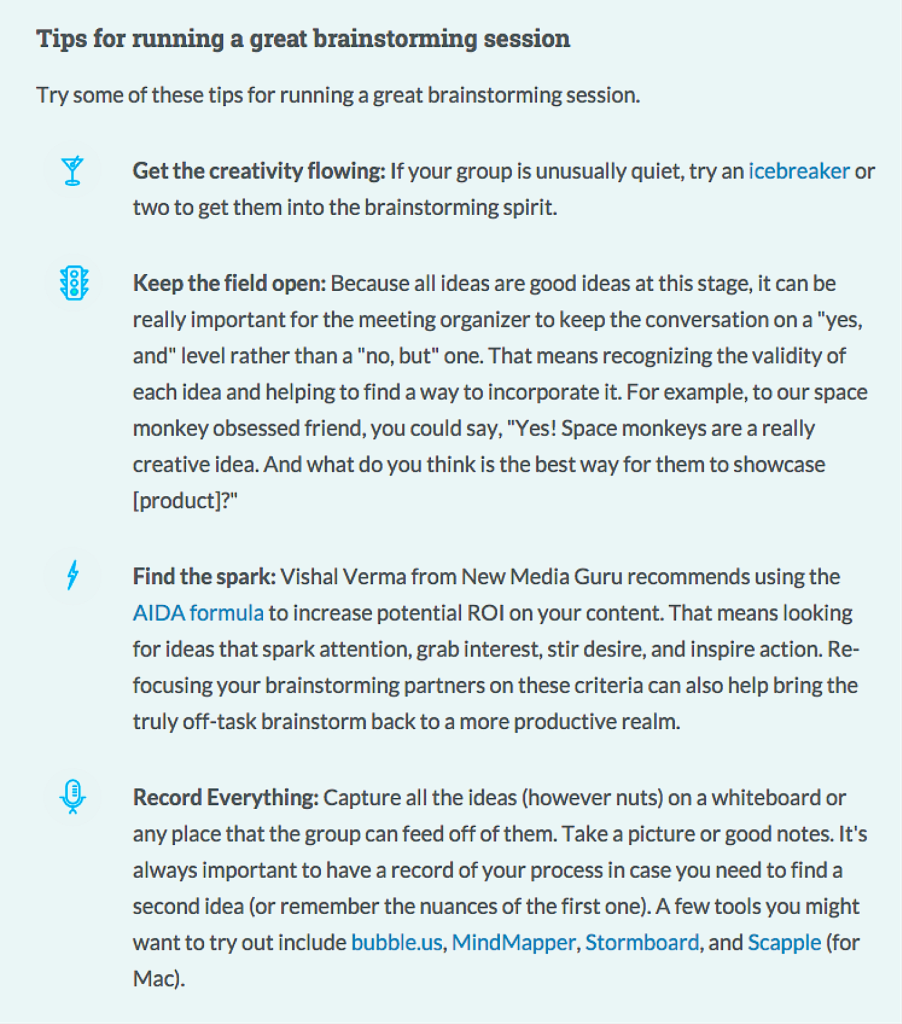 Tips for running a great brainstorming session
Try some of these tips for running a great brainstorming session.
Get the creativity flowing: If your group is unusually quiet, try an icebreaker or
two to get them into the brainstorming spirit.
Keep the field open: Because all ideas are good ideas at this stage, it can be
really important for the meeting organizer to keep the conversation on a "yes,
and" level rather than a "no, but" one. That means recognizing the validity of
each idea and helping to find a way to incorporate it. For example, to our space
monkey obsessed friend, you could say, "Yes! Space monkeys are a really
creative idea. And what do you think is the best way for them to showcase
[product]?"
Find the spark: Vishal Verma from New Media Guru recommends using the
AIDA formula to increase potential ROI on your content. That means looking
for ideas that spark attention, grab interest, stir desire, and inspire action. Re-
focusing your brainstorming partners on these criteria can also help bring the
truly off-task brainstorm back to a more productive realm.
Record Everything: Capture all the ideas (however nuts) on a whiteboard or
any place that the group can feed off of them. Take a picture or good notes. It's
always important to have a record of your process in case you need to find a
second idea (or remember the nuances of the first one). A few tools you might
want to try out include bubble.us, MindMapper, Stormboard, and Scapple (for
Mac).